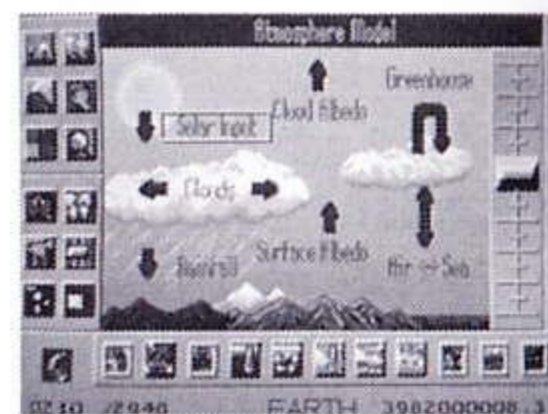 Atmosphere Model
Greenhouse
Cloud Albedo
Solar Input
Clouds
Surface Albedo
Rainfall
Air ↔ Sea
EARTH